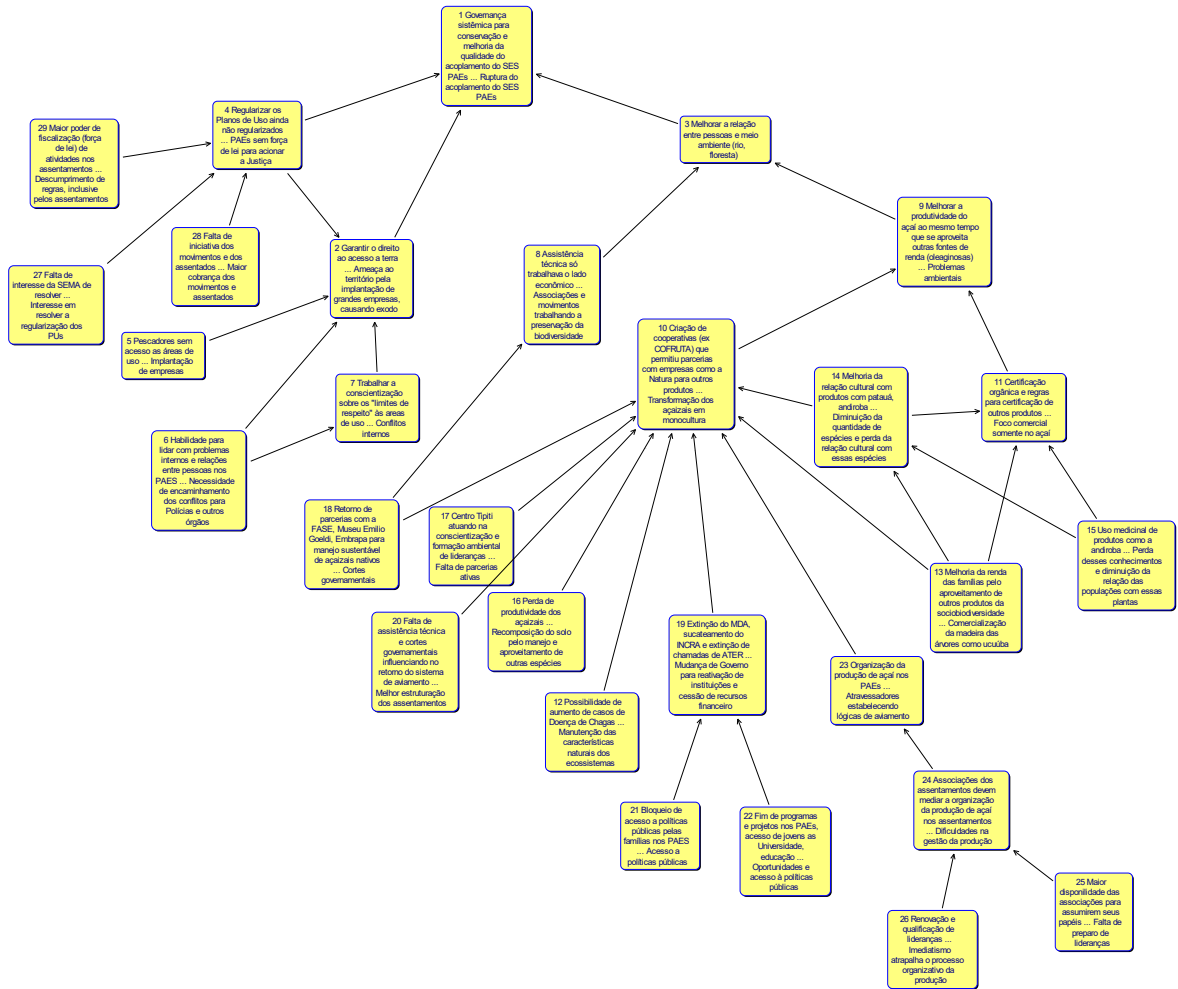 1 Governança
sistêmica para
conservação e
melhoria da
qualidade do
acoplamento do SES
PAEs ... Ruptura do
acoplamento do SES
PAEs
4 Regularizar os
Planos de Uso ainda
não regularizados
... PAEs sem força
de lei para acionar
a Justiça
29 Maior poder de
fiscalização (força
de lei) de
atividades nos
assentamentos ...
Descumprimento de
regras, inclusive
pelos assentamentos
3 Melhorar a relação
entre pessoas e meio
ambiente (rio,
floresta)
9 Melhorar a
produtividade do
açaí ao mesmo tempo
que se aproveita
outras fontes de
renda (oleaginosas)
... Problemas
ambientais
28 Falta de
iniciativa dos
movimentos e dos
assentados ... Maior
cobrança dos
movimentos e
assentados
2 Garantir o direito
ao acesso a terra
... Ameaça ao
território pela
implantação de
grandes empresas,
causando exodo
8 Assistência
técnica só
trabalhava o lado
econômico ...
Associações e
movimentos
trabalhando a
preservação da
biodiversidade
27 Falta de
interesse da SEMA de
resolver ...
Interesse em
resolver a
regularização dos
PUs
5 Pescadores sem
acesso as áreas de
uso ... Implantação
de empresas
10 Criação de
cooperativas (ex
COFRUTA) que
permitiu parcerias
com empresas como a
Natura para outros
produtos ...
Transformação dos
açaizais em
monocultura
14 Melhoria da
relação cultural com
produtos com patauá,
andiroba ...
Diminuição da
quantidade de
espécies e perda da
relação cultural com
essas espécies
11 Certificação
orgânica e regras
para certificação de
outros produtos ...
Foco comercial
somente no açaí
7 Trabalhar a
conscientização
sobre os "limites de
respeito" às areas
de uso ... Conflitos
internos
6 Habilidade para
lidar com problemas
internos e relações
entre pessoas nos
PAES ... Necessidade
de encaminhamento
dos conflitos para
Polícias e outros
órgãos
18 Retorno de
parcerias com a
FASE, Museu Emilio
Goeldi, Embrapa para
manejo sustentável
de açaizais nativos
... Cortes
governamentais
17 Centro Tipiti
atuando na
conscientização e
formação ambiental
de lideranças ...
Falta de parcerias
ativas
15 Uso medicinal de
produtos como a
andiroba ... Perda
desses conhecimentos
e diminuição da
relação das
populações com essas
plantas
13 Melhoria da renda
das famílias pelo
aproveitamento de
outros produtos da
sociobiodiversidade
... Comercialização
da madeira das
árvores como ucuúba
16 Perda de
produtividade dos
açaizais ...
Recomposição do solo
pelo manejo e
aproveitamento de
outras espécies
20 Falta de
assistência técnica
e cortes
governamentais
influenciando no
retorno do sistema
de aviamento ...
Melhor estruturação
dos assentamentos
19 Extinção do MDA,
sucateamento do
INCRA e extinção de
chamadas de ATER ...
Mudança de Governo
para reativação de
instituições e
cessão de recursos
financeiro
23 Organização da
produção de açaí nos
PAEs ...
Atravessadores
estabelecendo
lógicas de aviamento
12 Possibilidade de
aumento de casos de
Doença de Chagas ...
Manutenção das
características
naturais dos
ecossistemas
24 Associações dos
assentamentos devem
mediar a organização
da produção de açaí
nos assentamentos
... Dificuldades na
gestão da produção
21 Bloqueio de
acesso a políticas
públicas pelas
famílias nos PAES
... Acesso a
políticas públicas
22 Fim de programas
e projetos nos PAEs,
acesso de jovens as
Universidade,
educação ...
Oportunidades e
acesso à políticas
públicas
25 Maior
disponilidade das
associações para
assumirem seus
papéis ... Falta de
preparo de
lideranças
26 Renovação e
qualificação de
lideranças ...
Imediatismo
atrapalha o processo
organizativo da
produção